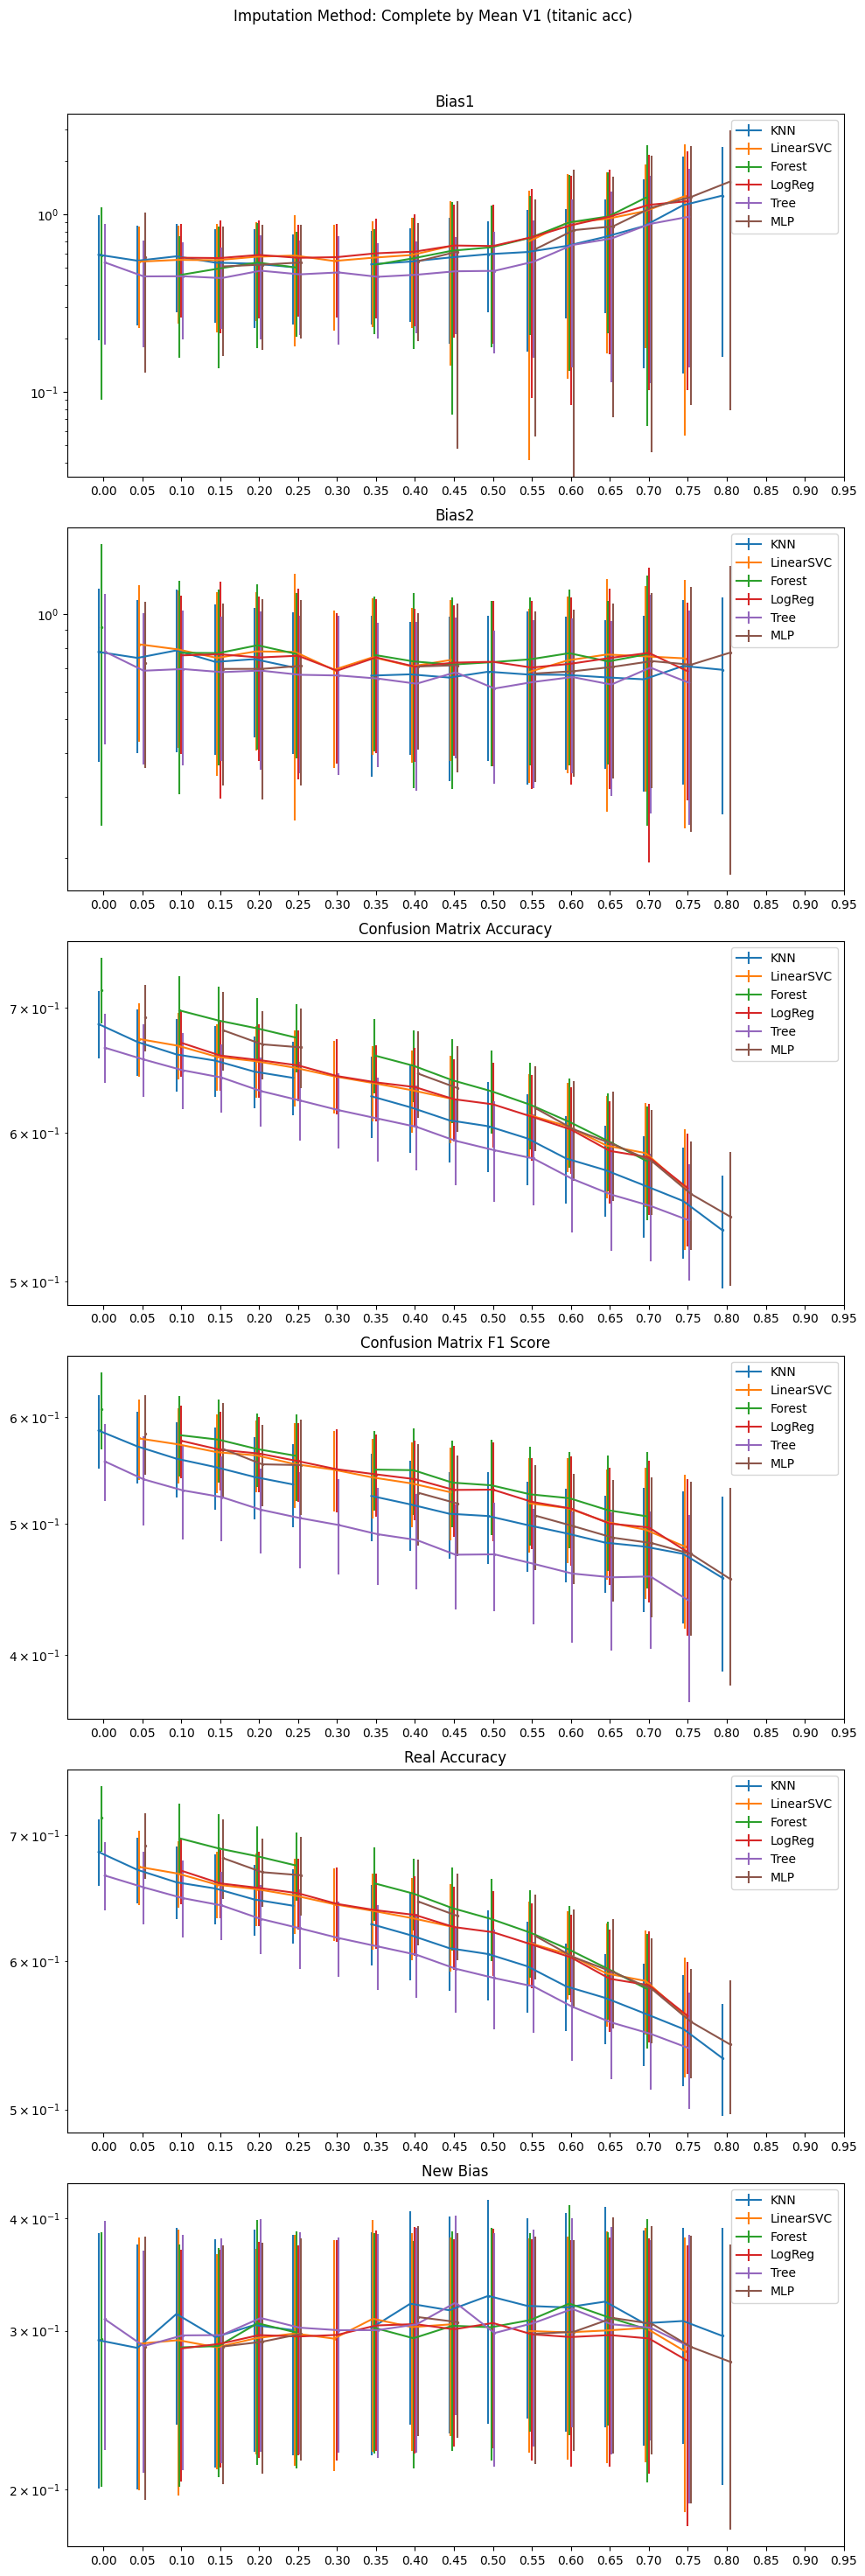 Imputation Method: Complete by Mean V1 (titanic acc)
Bias1
KNN
LinearSVC
Forest
LogReg
Tree
MLP
10⁰
10⁻¹
0.00 0.05 0.10 0.15 0.20 0.25 0.30 0.35 0.40 0.45 0.50 0.55 0.60 0.65 0.70 0.75 0.80 0.85 0.90 0.95
Bias2
KNN
LinearSVC
Forest
LogReg
Tree
MLP
10⁰
0.00 0.05 0.10 0.15 0.20 0.25 0.30 0.35 0.40 0.45 0.50 0.55 0.60 0.65 0.70 0.75 0.80 0.85 0.90 0.95
Confusion Matrix Accuracy
KNN
LinearSVC
Forest
LogReg
Tree
MLP
7 × 10⁻¹
6 × 10⁻¹
5 × 10⁻¹
0.00 0.05 0.10 0.15 0.20 0.25 0.30 0.35 0.40 0.45 0.50 0.55 0.60 0.65 0.70 0.75 0.80 0.85 0.90 0.95
Confusion Matrix F1 Score
KNN
LinearSVC
Forest
LogReg
Tree
MLP
6 × 10⁻¹
5 × 10⁻¹
4 × 10⁻¹
0.00 0.05 0.10 0.15 0.20 0.25 0.30 0.35 0.40 0.45 0.50 0.55 0.60 0.65 0.70 0.75 0.80 0.85 0.90 0.95
Real Accuracy
KNN
LinearSVC
Forest
LogReg
Tree
MLP
7 × 10⁻¹
6 × 10⁻¹
5 × 10⁻¹
0.00 0.05 0.10 0.15 0.20 0.25 0.30 0.35 0.40 0.45 0.50 0.55 0.60 0.65 0.70 0.75 0.80 0.85 0.90 0.95
New Bias
KNN
LinearSVC
Forest
LogReg
Tree
MLP
4 × 10⁻¹
3 × 10⁻¹
2 × 10⁻¹
0.00 0.05 0.10 0.15 0.20 0.25 0.30 0.35 0.40 0.45 0.50 0.55 0.60 0.65 0.70 0.75 0.80 0.85 0.90 0.95